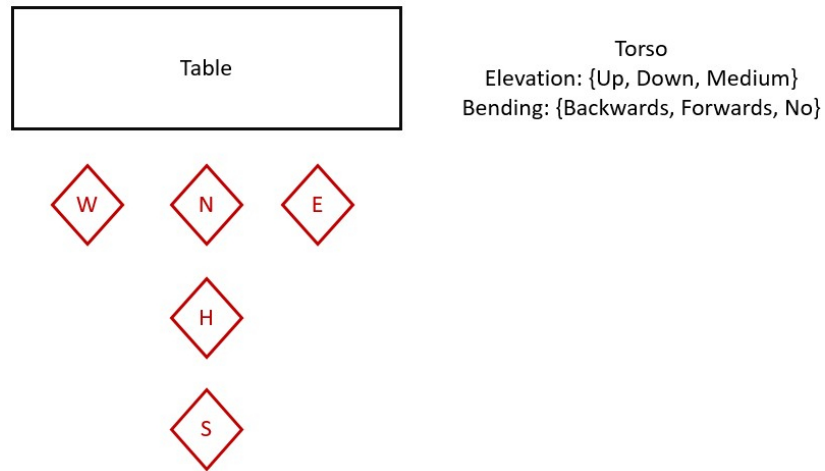 Table
Torso
Elevation: {Up, Down, Medium}
Bending: {Backwards, Forwards, No}
W
N
E
H
S